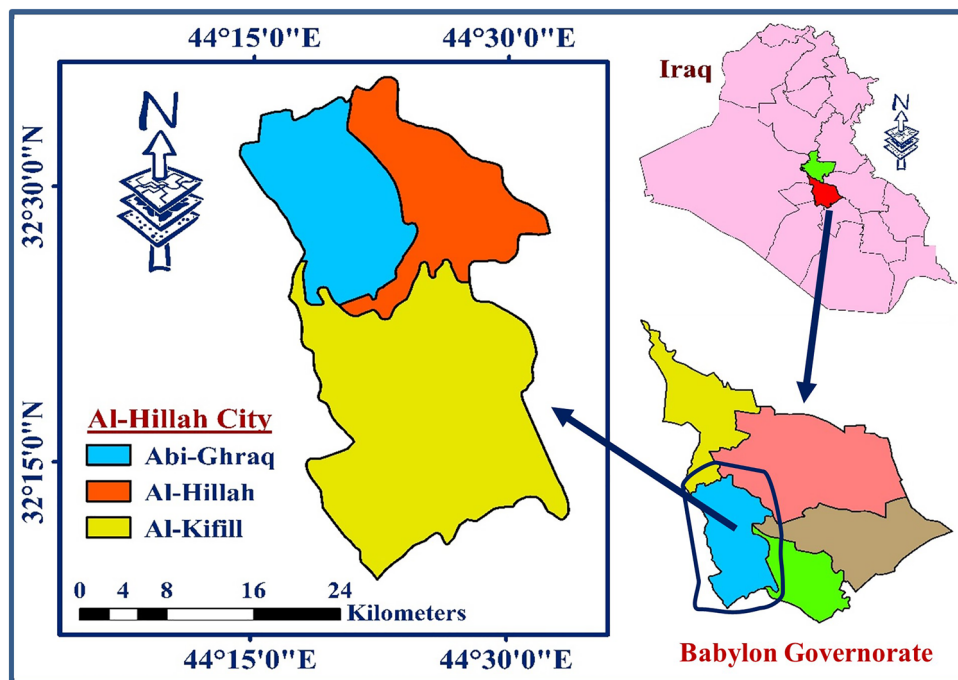 44°15'0"E 44°30'0"E
Iraq
N
N
32°30'0"N
Al-Hillah City
Abi-Ghraq
Al-Hillah
Al-Kifill
32°15'0"N
0 4 8 16 24
Kilometers
44°15'0"E 44°30'0"E
Babylon Governorate